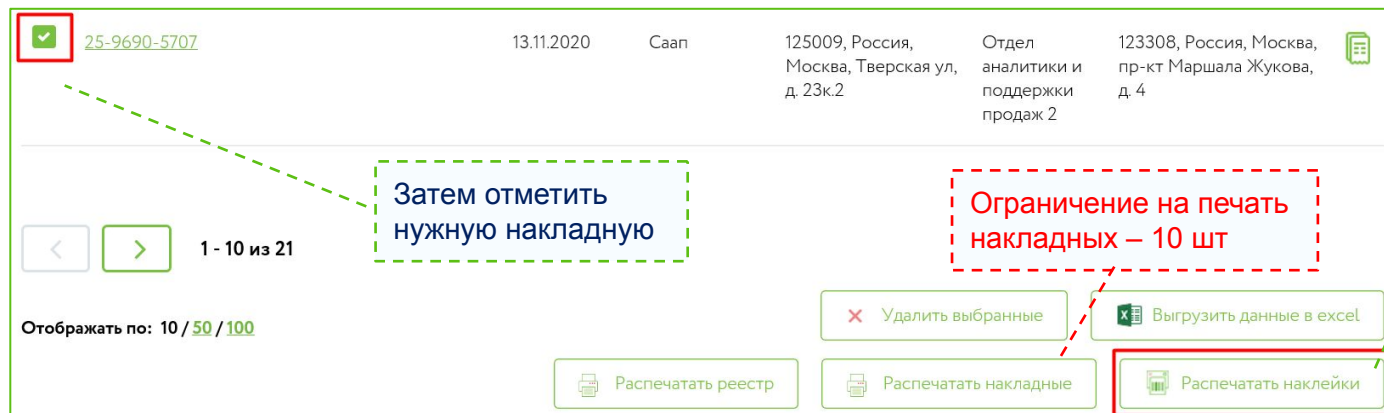 25-9690-5707
13.11.2020
Саап
125009, Россия,
Москва, Тверская ул,
д. 23к.2
Отдел
аналитики и
поддержки
продаж 2
123308, Россия, Москва,
пр-кт Маршала Жукова,
д. 4
Затем отметить
нужную накладную
Ограничение на печать
накладных – 10 шт
1 - 10 из 21
Отображать по: 10 / 50 / 100
Удалить выбранные
Выгрузить данные в excel
Распечатать реестр
Распечатать накладные
Распечатать наклейки